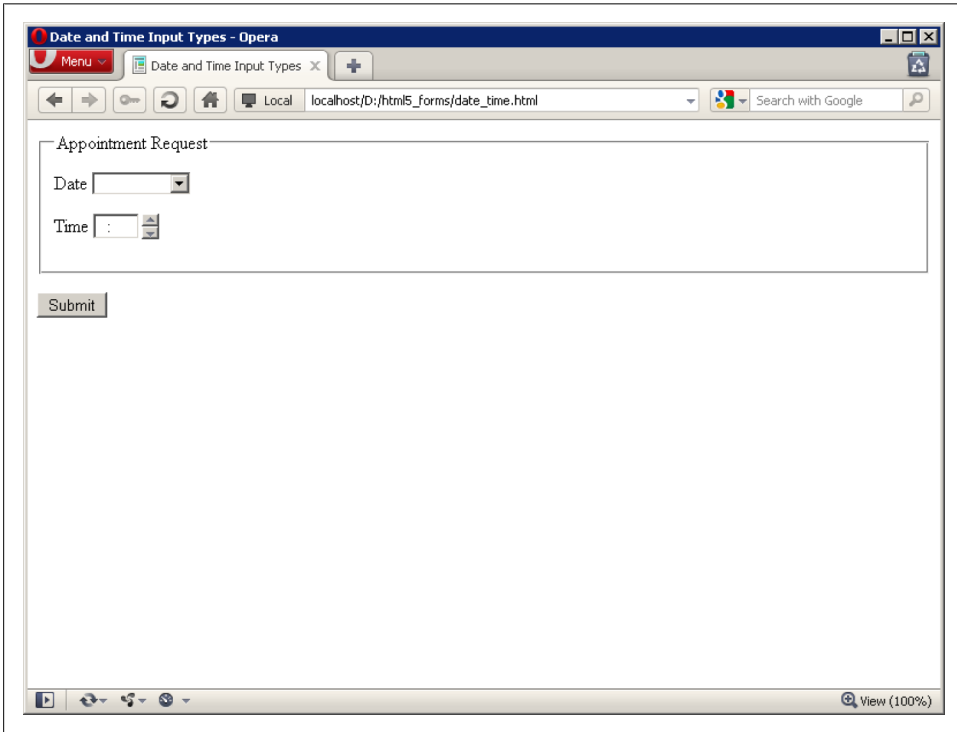 Date and Time Input Types - Opera
Menu
Date and Time Input Types
Local localhost/D:/html5_forms/date_time.html
Search with Google
Appointment Request
Date
Time :
Submit
View (100%)